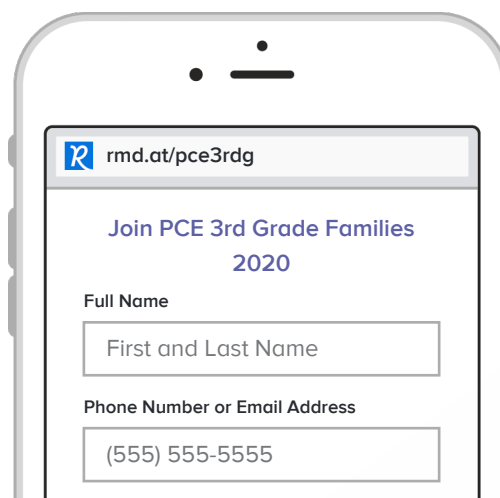 rmd.at/pce3rdg
Join PCE 3rd Grade Families
2020
Full Name
First and Last Name
Phone Number or Email Address
(555) 555-5555